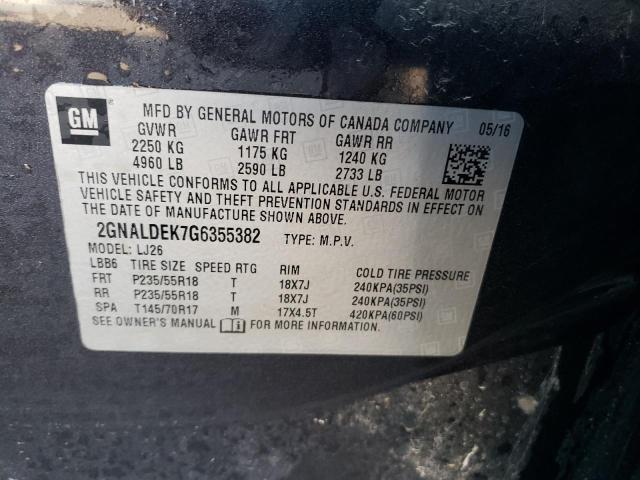 GM
MFD BY GENERAL MOTORS OF CANADA COMPANY 05/16
GVWR GAWR FRT GAWR RR
2250 KG 1175 KG 1240 KG
4960 LB 2590 LB 2733 LB
THIS VEHICLE CONFORMS TO ALL APPLICABLE U.S. FEDERAL MOTOR
VEHICLE SAFETY AND THEFT PREVENTION STANDARDS IN EFFECT ON
THE DATE OF MANUFACTURE SHOWN ABOVE.
2GNALDEK7G6355382 TYPE: M.P.V.
MODEL: LJ26
LBB6 TIRE SIZE SPEED RTG RIM COLD TIRE PRESSURE
FRT P235/55R18 T 18X7J 240KPA(35PSI)
RR P235/55R18 T 18X7J 240KPA(35PSI)
SPA T145/70R17 M 17X4.5T 420KPA(60PSI)
SEE OWNER'S MANUAL FOR MORE INFORMATION.